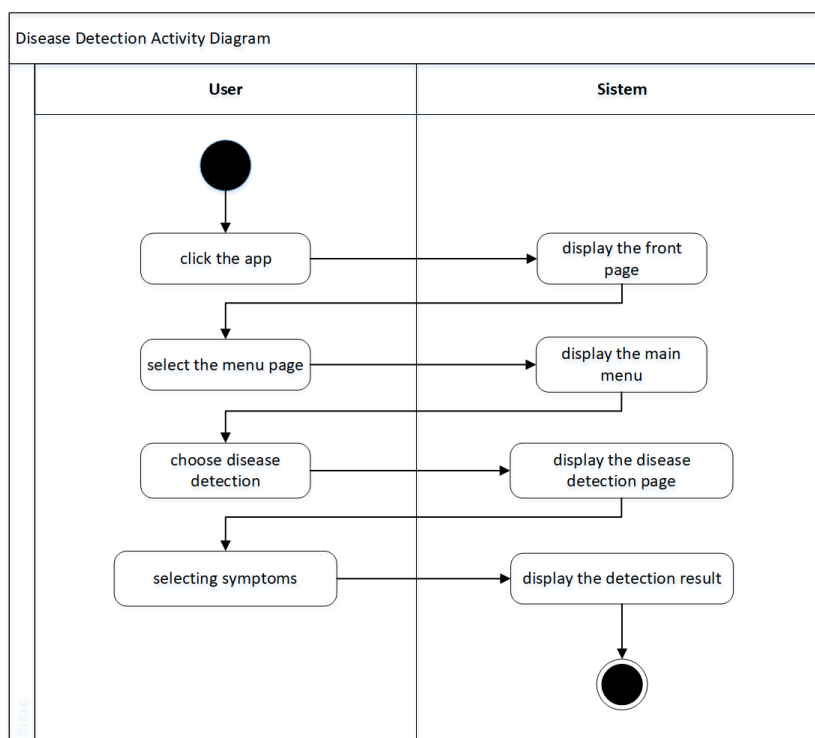 Disease Detection Activity Diagram
User
Sistem
click the app
display the front
page
select the menu page
display the main
menu
choose disease
detection
display the disease
detection page
selecting symptoms
display the detection result